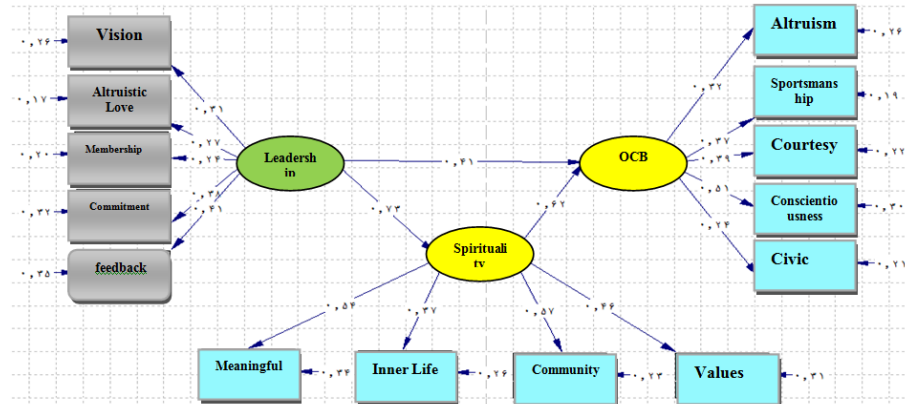 Vision
۰,۲۶
Altruistic
Love
۰,۱۷
Membership
۰,۲۰
Commitment
۰,۳۲
feedback
۰,۳۵
۰,۳۱
۰,۲۷
۰,۲۴
۰,۳۸
۰,۴۱
Leadersh
in
۰,۴۱
۰,۷۳
Spirituali
tv
۰,۶۲
OCB
۰,۳۲
۰,۳۷
۰,۳۹
۰,۵۱
۰,۲۴
Altruism
۰,۲۶
Sportsmans
hip
۰,۱۹
Courtesy
۰,۲۲
Conscientio
usness
۰,۳۰
Civic
۰,۲۱
۰,۵۴
۰,۳۷
۰,۵۷
۰,۴۶
Meaningful
۰,۳۴
Inner Life
۰,۲۶
Community
۰,۲۳
Values
۰,۳۱